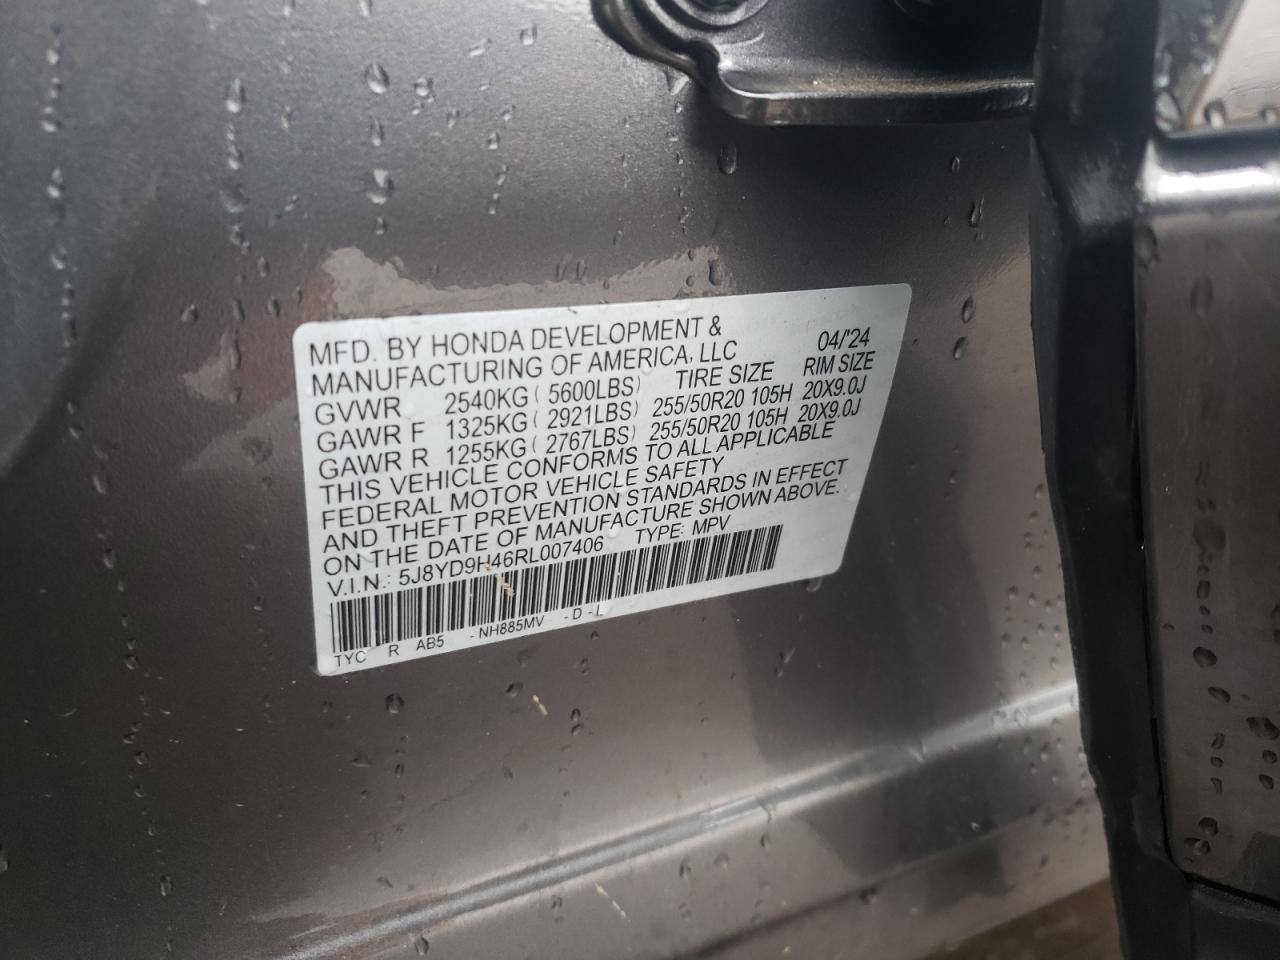 MFD. BY HONDA DEVELOPMENT & 04/'24
MANUFACTURING OF AMERICA, LLC
TIRE SIZE RIM SIZE
GVWR 2540KG ( 5600LBS)
GAWR F 1325KG ( 2921LBS) 255/50R20 105H 20X9.0J
GAWR R 1255KG ( 2767LBS) 255/50R20 105H 20X9.0J
THIS VEHICLE CONFORMS TO ALL APPLICABLE
FEDERAL MOTOR VEHICLE SAFETY
AND THEFT PREVENTION STANDARDS IN EFFECT
ON THE DATE OF MANUFACTURE SHOWN ABOVE.
V.I.N.: 5J8YD9H46RL007406 TYPE: MPV
TYC R AB5 -NH885MV -D-L